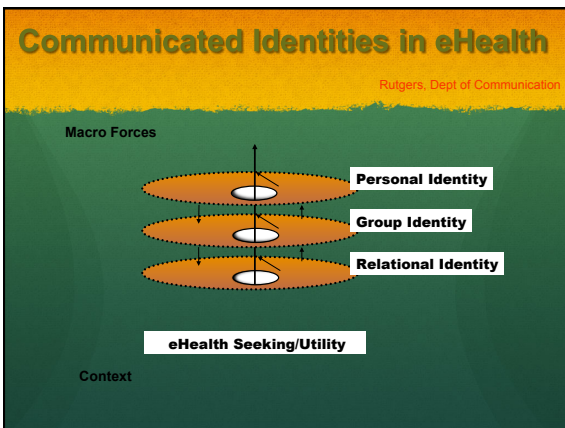 Communicated Identities in eHealth
Rutgers, Dept of Communication
Macro Forces
Personal Identity
Group Identity
Relational Identity
eHealth Seeking/Utility
Context